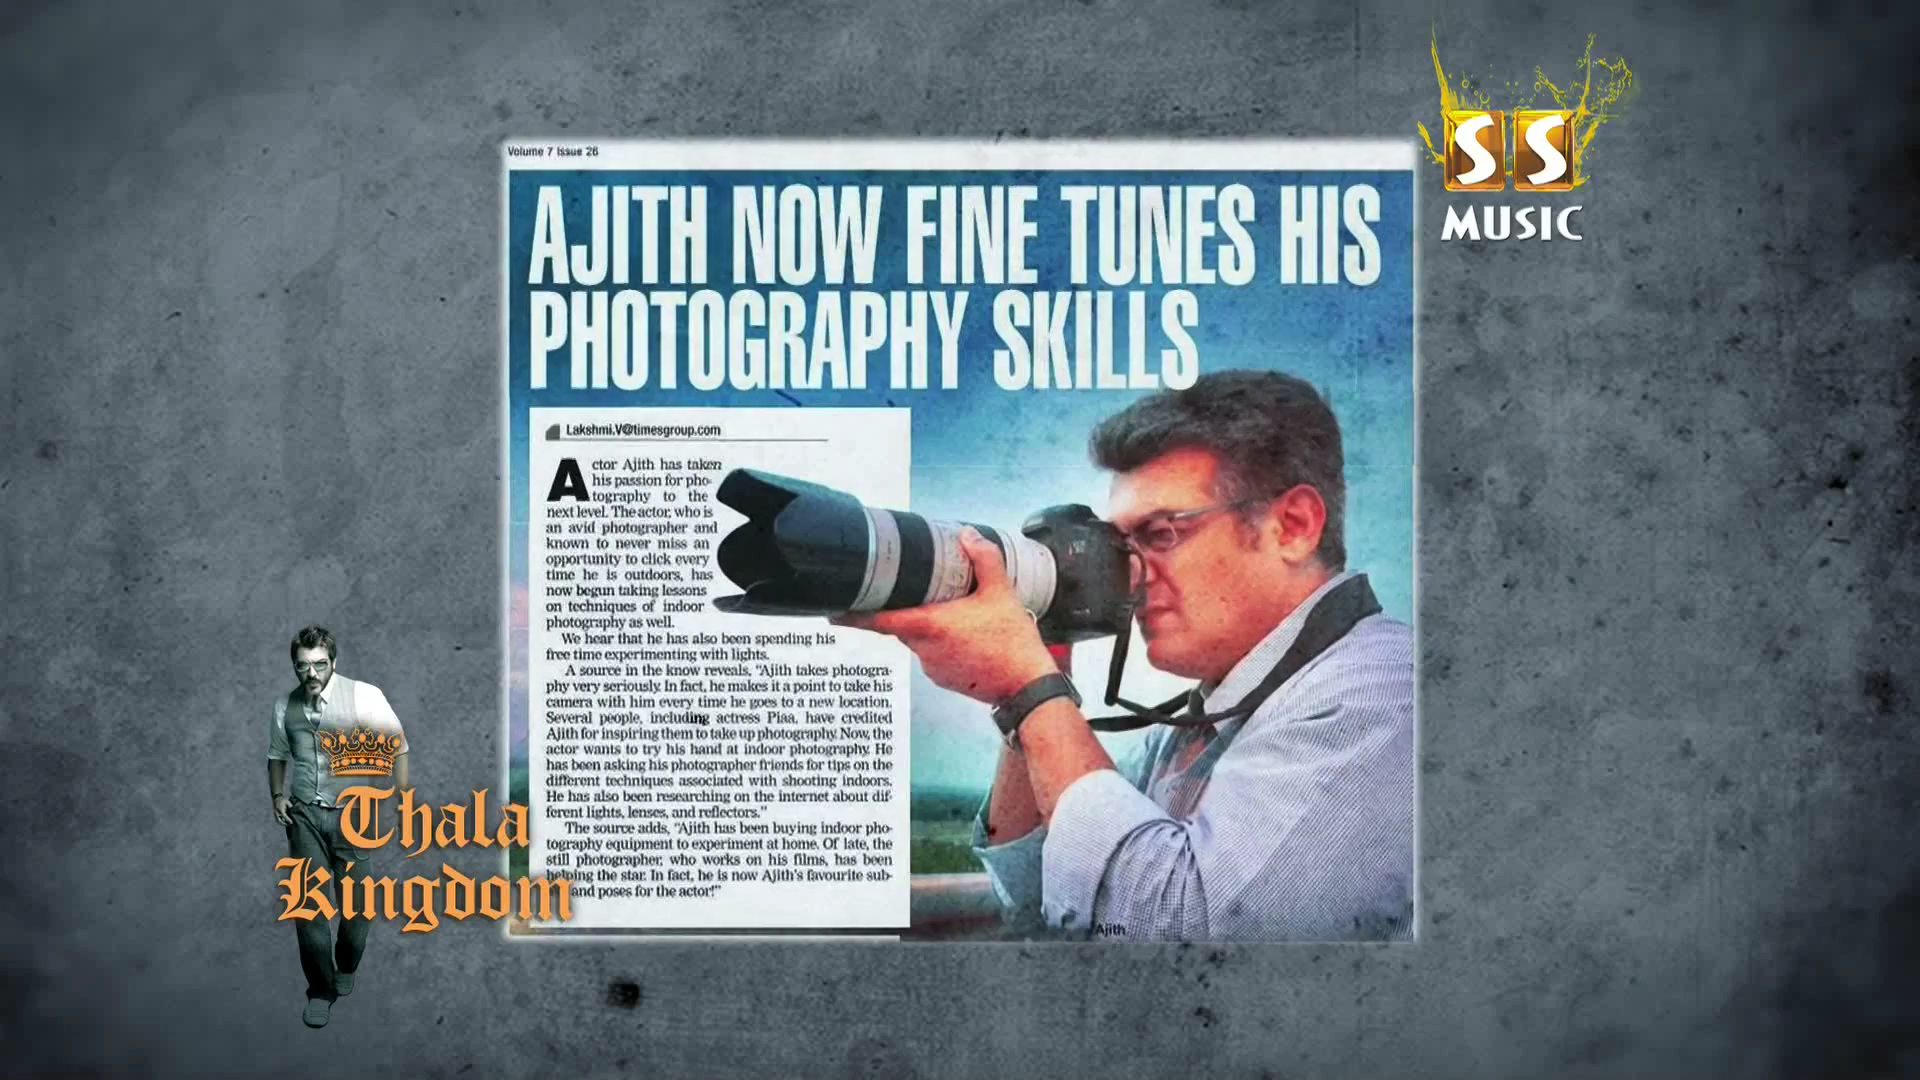 Volume 7 Issue 26
AJITH NOW FINE TUNES HIS
PHOTOGRAPHY SKILLS
Lakshmi.V@timesgroup.com
Actor Ajith has taken
his passion for pho-
tography to the
next level. The actor, who is
an avid photographer and
known to never miss an
opportunity to click every
time he is outdoors, has
now begun taking lessons
on techniques of indoor
photography as well.
We hear that he has also been spending his
free time experimenting with lights.
A source in the know reveals, "Ajith takes photogra-
phy very seriously. In fact, he makes it a point to take his
camera with him every time he goes to a new location.
Several people, including actress Piaa, have credited
Ajith for inspiring them to take up photography. Now, the
actor wants to try his hand at indoor photography. He
has been asking his photographer friends for tips on the
different techniques associated with shooting indoors.
He has also been researching on the internet about dif-
ferent lights, lenses, and reflectors."
The source adds, "Ajith has been buying indoor pho-
tography equipment to experiment at home. Of late, the
still photographer, who works on his films, has been
helping the star. In fact, he is now Ajith's favourite sub-
and poses for the actor!"
Ajith
SS
MUSIC
Thala
Kingdom